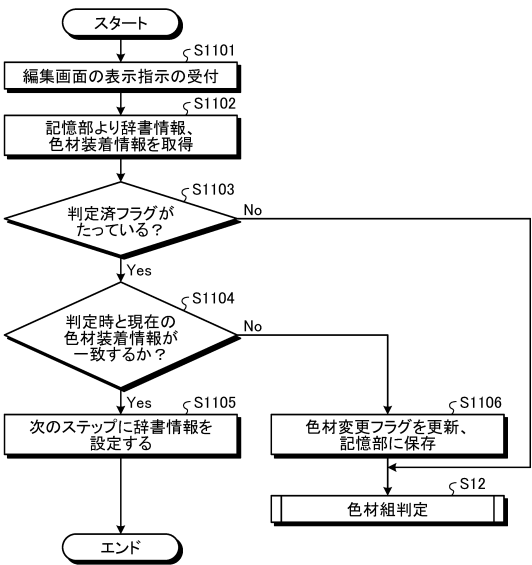 スタート
S1101
編集画面の表示指示の受付
S1102
記憶部より辞書情報、
色材装着情報を取得
S1103
判定済フラグが
たっている？
No
Yes
S1104
判定時と現在の
色材装着情報が
一致するか？
No
Yes
S1105
次のステップに辞書情報を
設定する
S1106
色材変更フラグを更新、
記憶部に保存
S12
色材組判定
エンド